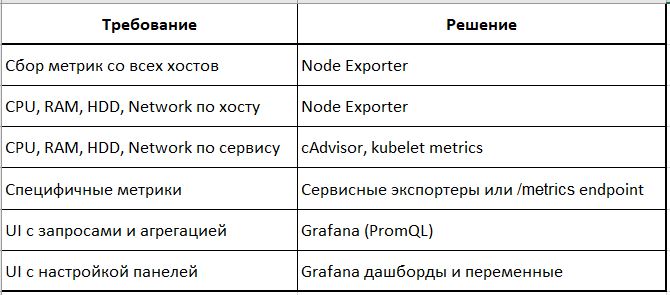 Требование Решение
Сбор метрик со всех хостов Node Exporter
CPU, RAM, HDD, Network по хосту Node Exporter
CPU, RAM, HDD, Network по сервису cAdvisor, kubelet metrics
Специфичные метрики Сервисные экспортеры или /metrics endpoint
UI с запросами и агрегацией Grafana (PromQL)
UI с настройкой панелей Grafana дашборды и переменные